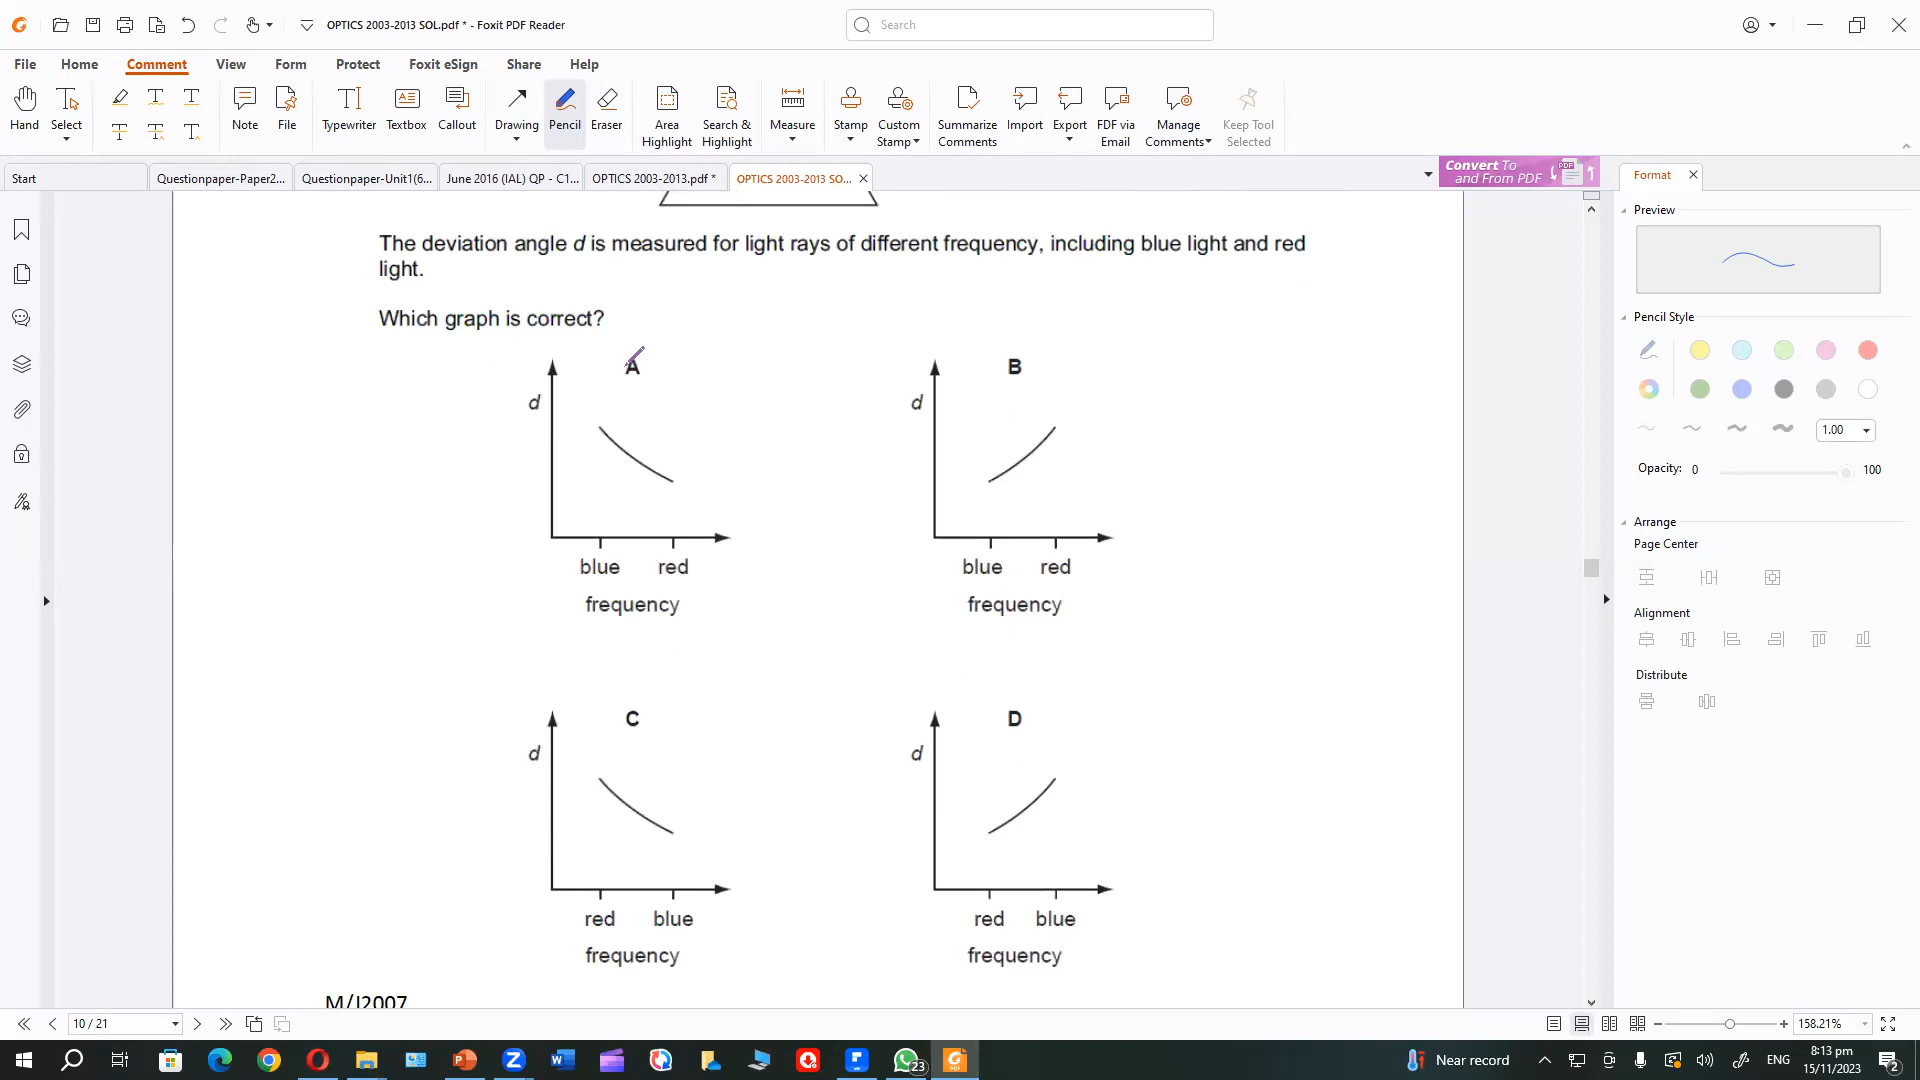 OPTICS 2003-2013 SOL.pdf * - Foxit PDF Reader
Search
File Home Comment View Form Protect Foxit eSign Share Help
Hand Select Note File Typewriter Textbox Callout Drawing Pencil Eraser Area Highlight Search & Highlight Measure Stamp Custom Stamp Summarize Comments Import Export FDF via Email Manage Comments Keep Tool Selected
Start Questionpaper-Paper2... Questionpaper-Unit1(6... June 2016 (IAL) QP - C1... OPTICS 2003-2013.pdf * OPTICS 2003-2013 SO...
Convert To
and From PDF
PDF
The deviation angle d is measured for light rays of different frequency, including blue light and red
light.
Which graph is correct?
A
d
blue red
frequency
B
d
blue red
frequency
C
d
red blue
frequency
D
d
red blue
frequency
M/J2007
Format
Preview
Pencil Style
1.00
Opacity: 0 100
Arrange
Page Center
Alignment
Distribute
10 / 21
158.21%
23
Near record
ENG
8:13 pm
15/11/2023
2